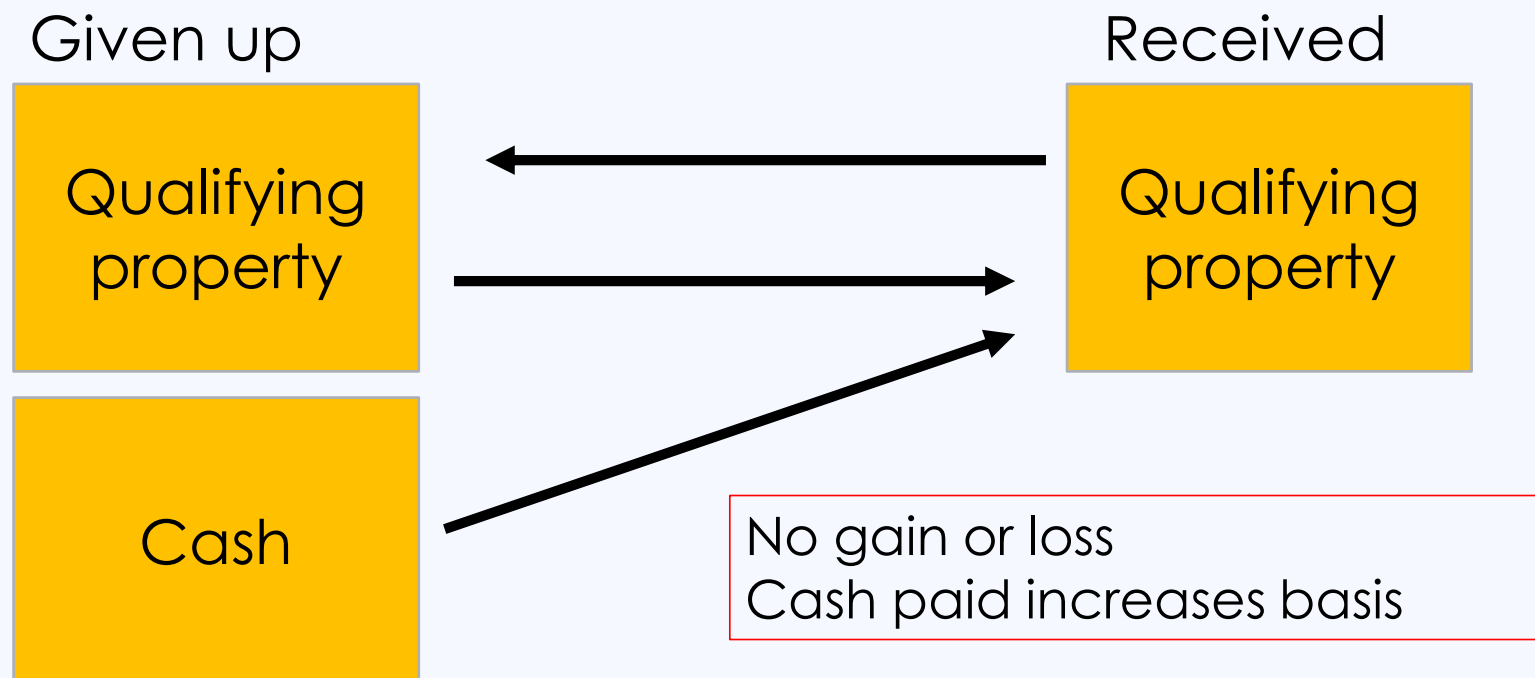 Given up
Received
Qualifying
property
Qualifying
property
Cash
No gain or loss
Cash paid increases basis